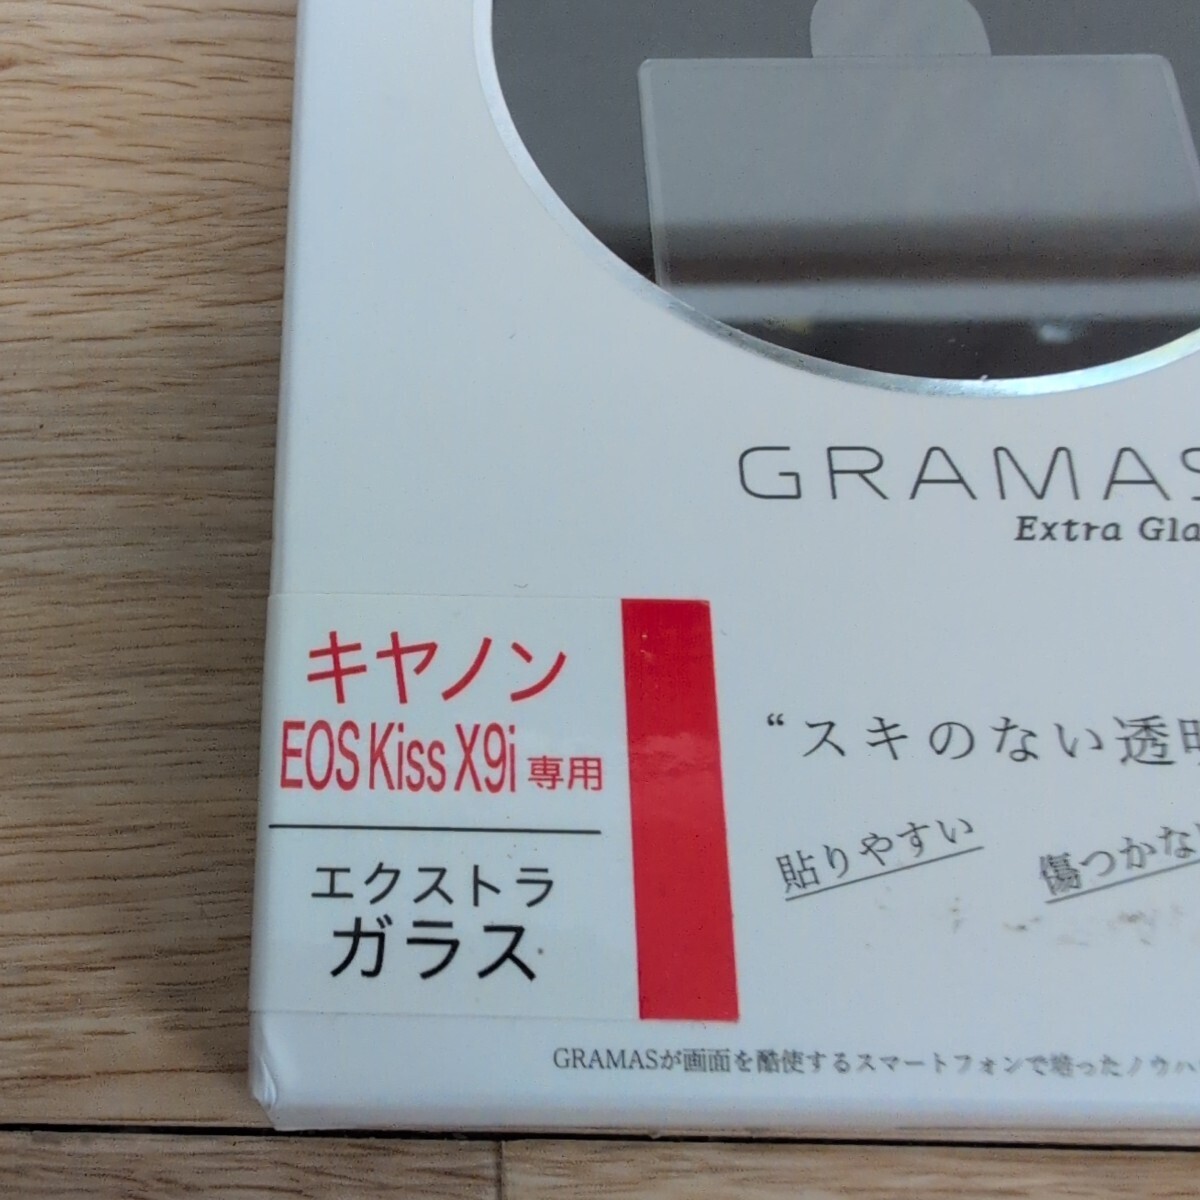 GRAMAS
Extra Gla
キヤノン
EOS Kiss X9i 専用
エクストラ
ガラス
“スキのない透明
貼りやすい
傷つかな
GRAMASが画面を酷使するスマートフォンで培ったノウハ